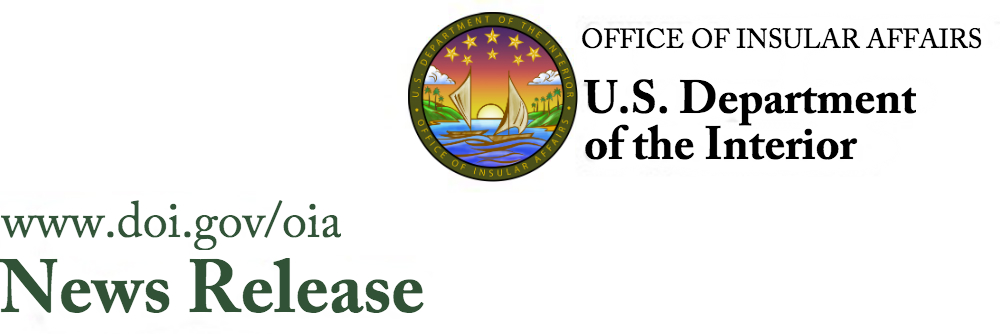 U.S. DEPARTMENT OF THE INTERIOR
OFFICE OF INSULAR AFFAIRS
OFFICE OF INSULAR AFFAIRS
U.S. Department
of the Interior
www.doi.gov/oia
News Release